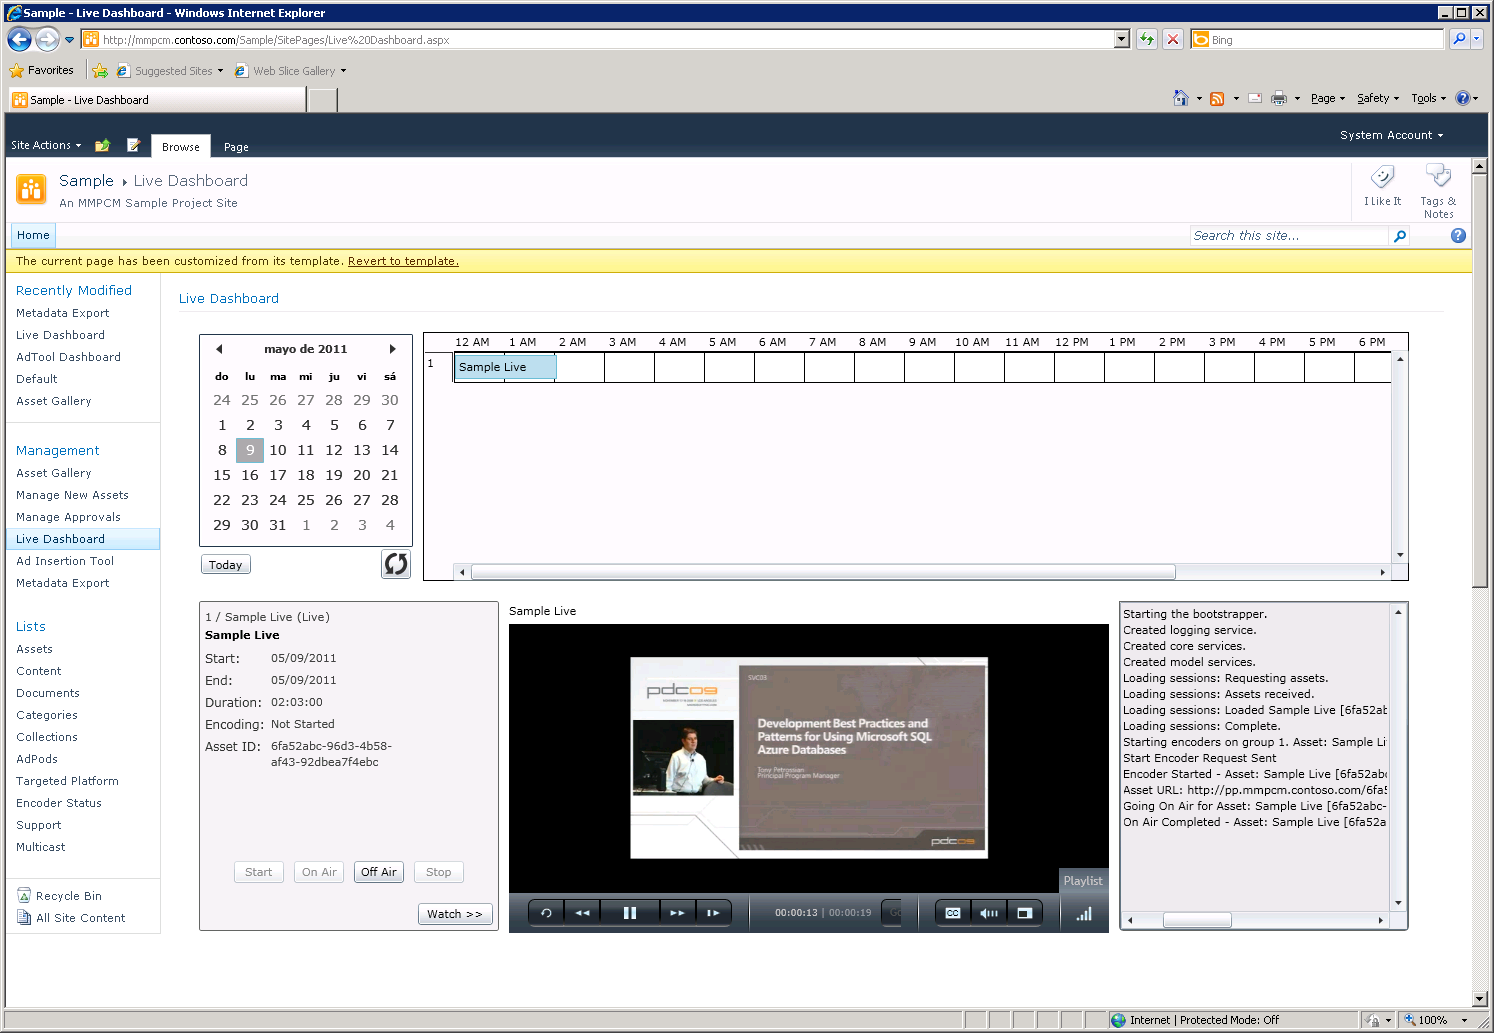 Sample - Live Dashboard - Windows Internet Explorer
http://mmpcm.contoso.com/Sample/SitePages/Live%20Dashboard.aspx
Bing
Favorites
Suggested Sites
Web Slice Gallery
Sample - Live Dashboard
Page
Safety
Tools
Site Actions
Browse
Page
System Account
Sample
Live Dashboard
An MMPCM Sample Project Site
I Like It
Tags &
Notes
Home
Search this site...
The current page has been customized from its template. Revert to template.
Recently Modified
Metadata Export
Live Dashboard
AdTool Dashboard
Default
Asset Gallery
Management
Asset Gallery
Manage New Assets
Manage Approvals
Live Dashboard
Ad Insertion Tool
Metadata Export
Lists
Assets
Content
Documents
Categories
Collections
AdPods
Targeted Platform
Encoder Status
Support
Multicast
Recycle Bin
All Site Content
Live Dashboard
mayo de 2011
do lu ma mi ju vi sá
24 25 26 27 28 29 30
1 2 3 4 5 6 7
8 9 10 11 12 13 14
15 16 17 18 19 20 21
22 23 24 25 26 27 28
29 30 31 1 2 3 4
Today
12 AM 1 AM 2 AM 3 AM 4 AM 5 AM 6 AM 7 AM 8 AM 9 AM 10 AM 11 AM 12 PM 1 PM 2 PM 3 PM 4 PM 5 PM 6 PM
1
Sample Live
1 / Sample Live (Live)
Sample Live
Start: 05/09/2011
End: 05/09/2011
Duration: 02:03:00
Encoding: Not Started
Asset ID: 6fa52abc-96d3-4b58-
af43-92dbea7f4ebc
Start
On Air
Off Air
Stop
Watch >>
Sample Live
pdc09
SVC03
Development Best Practices and
Patterns for Using Microsoft SQL
Azure Databases
Tony Petrossian
Principal Program Manager
pdc09
Playlist
00:00:13 | 00:00:19
CC
Starting the bootstrapper.
Created logging service.
Created core services.
Created model services.
Loading sessions: Requesting assets.
Loading sessions: Assets received.
Loading sessions: Loaded Sample Live [6fa52ab
Loading sessions: Complete.
Starting encoders on group 1. Asset: Sample Li
Start Encoder Request Sent
Encoder Started - Asset: Sample Live [6fa52abc
Asset URL: http://pp.mmpcm.contoso.com/6fa5
Going On Air for Asset: Sample Live [6fa52abc-
On Air Completed - Asset: Sample Live [6fa52a
Internet | Protected Mode: Off
100%